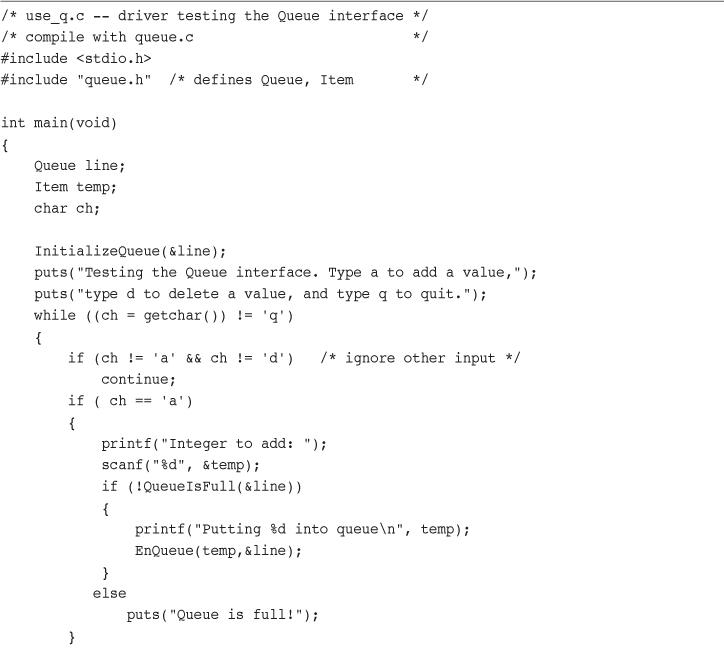 /* use_q.c -- driver testing the Queue interface */
/* compile with queue.c                          */
#include <stdio.h>
#include "queue.h"  /* defines Queue, Item       */

int main(void)
{
    Queue line;
    Item temp;
    char ch;

    InitializeQueue(&line);
    puts("Testing the Queue interface. Type a to add a value,");
    puts("type d to delete a value, and type q to quit.");
    while ((ch = getchar()) != 'q')
    {
        if (ch != 'a' && ch != 'd')   /* ignore other input */
            continue;
        if ( ch == 'a')
        {
            printf("Integer to add: ");
            scanf("%d", &temp);
            if (!QueueIsFull(&line))
            {
                printf("Putting %d into queue\n", temp);
                EnQueue(temp,&line);
            }
           else
               puts("Queue is full!");
        }